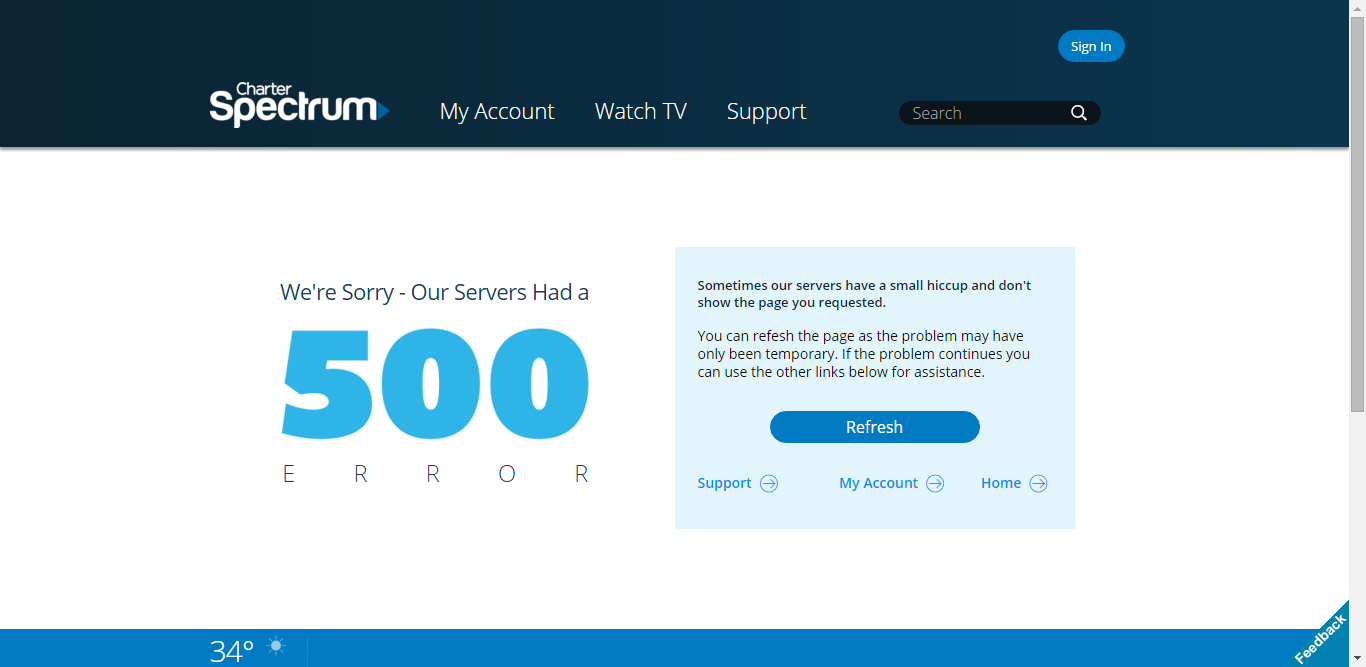 Sign In
Charter
Spectrum
My Account Watch TV Support Search
We're Sorry - Our Servers Had a
500
E R R O R
Sometimes our servers have a small hiccup and don't
show the page you requested.
You can refesh the page as the problem may have
only been temporary. If the problem continues you
can use the other links below for assistance.
Refresh
Support My Account Home
34°
Feedback